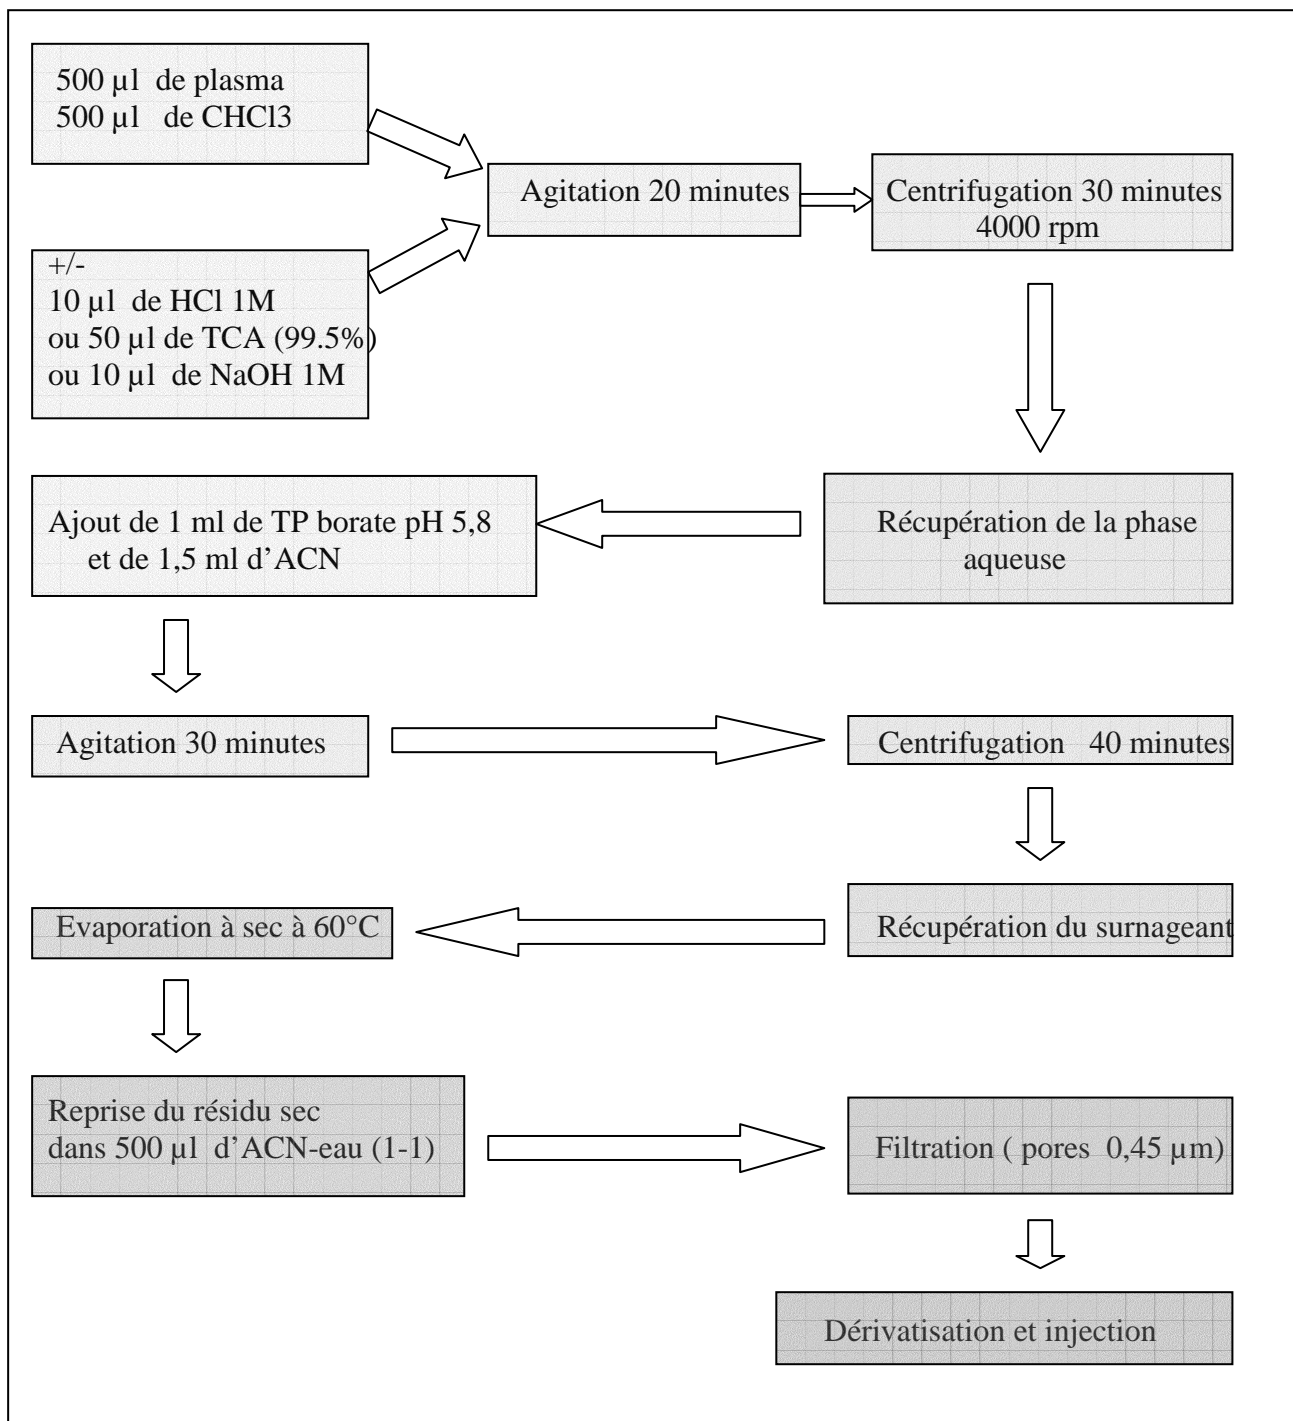 500 µl de plasma
500 µl de CHCl3
+/-
10 µl de HCl 1M
ou 50 µl de TCA (99.5%)
ou 10 µl de NaOH 1M
Agitation 20 minutes
Centrifugation 30 minutes
4000 rpm
Récupération de la phase
aqueuse
Ajout de 1 ml de TP borate pH 5,8
et de 1,5 ml d’ACN
Agitation 30 minutes
Centrifugation 40 minutes
Récupération du surnageant
Evaporation à sec à 60°C
Reprise du résidu sec
dans 500 µl d’ACN-eau (1-1)
Filtration ( pores 0,45 µm)
Dérivatisation et injection